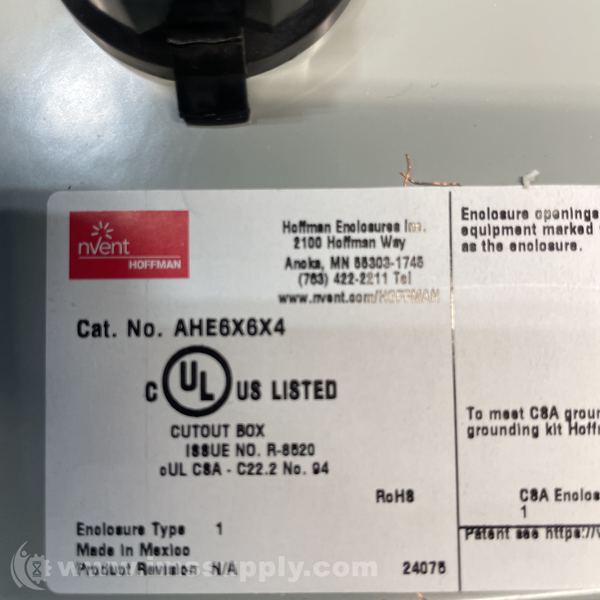 nVent
HOFFMAN
Hoffman Enclosures Inc.
2100 Hoffman Way
Anoka, MN 55303-1745
(763) 422-2211 Tel
www.nvent.com/HOFFMAN
Cat. No. AHE6X6X4
C UL US LISTED
CUTOUT BOX
ISSUE NO. R-8520
cUL CSA - C22.2 No. 94
RoHS
Enclosure Type 1
Made in Mexico
Product Revision N/A
24075
Enclosure openings
equipment marked
as the enclosure.
To meet CSA groun
grounding kit Hoff
CSA Enclos
1
Patent see https://